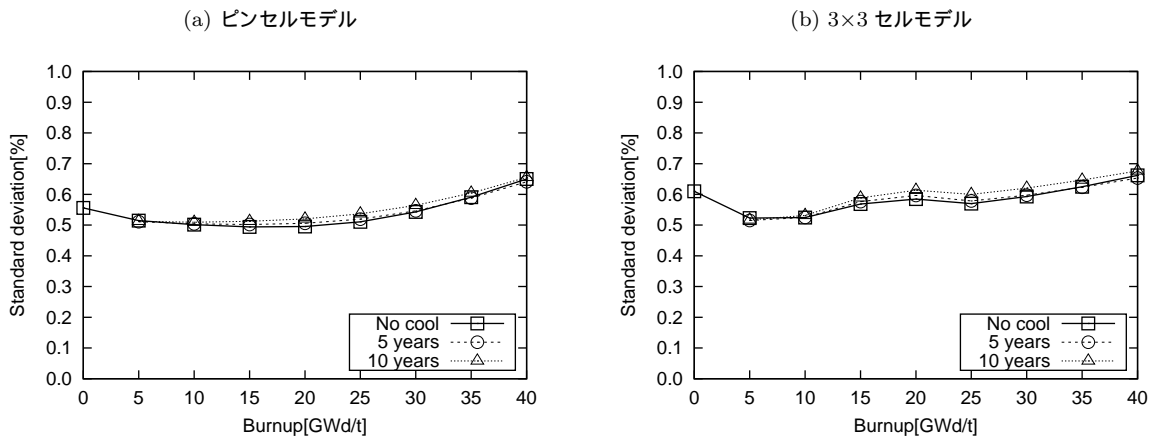 (a) ピンセルモデル
Standard deviation[%]
1.0
0.9
0.8
0.7
0.6
0.5
0.4
0.3
0.2
0.1
0.0
No cool
5 years
10 years
0 5 10 15 20 25 30 35 40
Burnup[GWd/t]
(b) 3×3 セルモデル
Standard deviation[%]
1.0
0.9
0.8
0.7
0.6
0.5
0.4
0.3
0.2
0.1
0.0
No cool
5 years
10 years
0 5 10 15 20 25 30 35 40
Burnup[GWd/t]